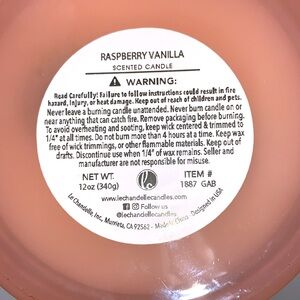 RASPBERRY VANILLA
SCENTED CANDLE
WARNING:
Read Carefully! Failure to follow instructions could result in fire
hazard, injury, or heat damage. Keep out of reach of children and pets.
Never leave a burning candle unattended. Never burn candle on or
near anything that can catch fire. Remove packaging before burning.
To avoid overheating and sooting, keep wick centered & trimmed to
1/4" at all times. Do not burn more than 4 hours at a time. Keep wax
free of wick trimmings, or other flammable materials. Keep out of
drafts. Discontinue use when 1/4" of wax remains. Seller and
manufacturer are not responsible for misuse.
NET WT.
12oz (340g)
lc
ITEM #
1887 GAB
www.lechandellecandles.com
Follow us
@lechandellecandles
Le Chandelle, Inc., Murrieta, CA 92562 - Made in China - Designed in USA